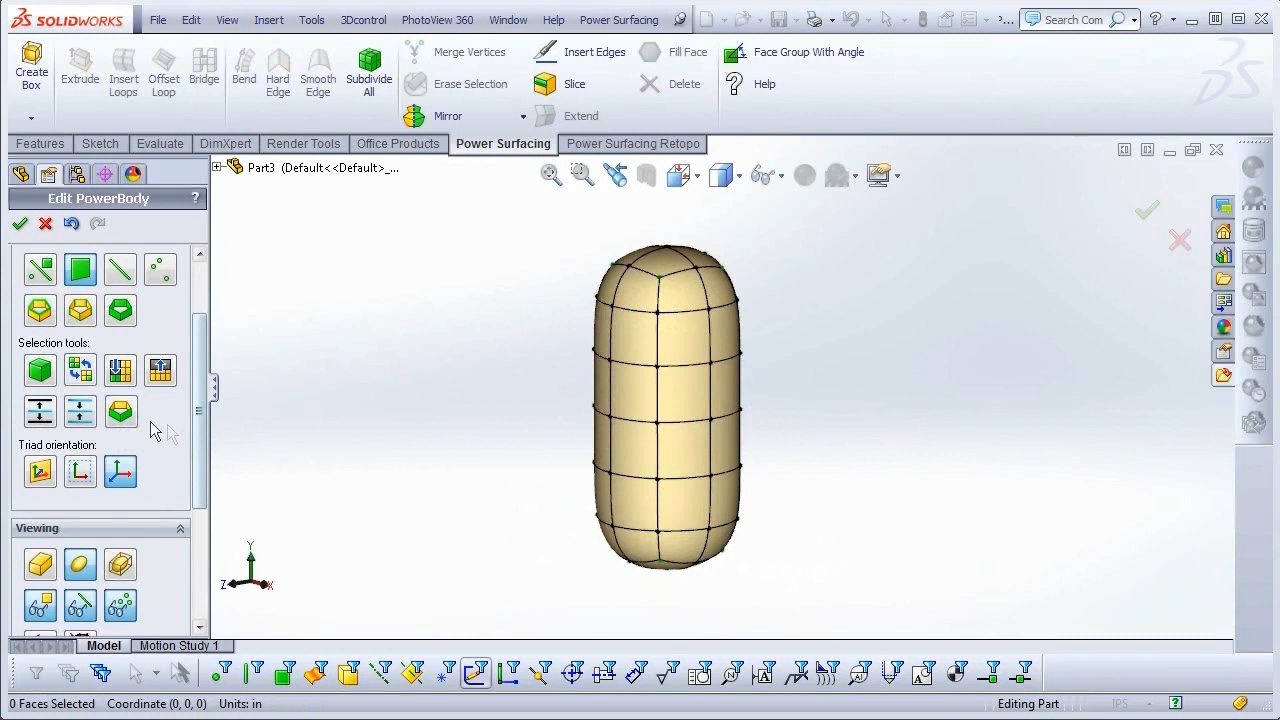 SOLIDWORKS File Edit View Insert Tools 3Dcontrol PhotoView 360 Window Help Power Surfacing ... Search Com ?
Create Box
Extrude
Insert Loops
Offset Loop
Bridge
Bend
Hard Edge
Smooth Edge
Subdivide All
Merge Vertices Insert Edges Fill Face Face Group With Angle
Erase Selection Slice Delete ? Help
Mirror Extend
Features Sketch Evaluate DimXpert Render Tools Office Products Power Surfacing Power Surfacing Retopo
Part3 (Default<<Default>_...
Edit PowerBody ?
Selection tools:
Triad orientation:
Viewing
Y
Z X
Model Motion Study 1
0 Faces Selected Coordinate (0, 0, 0) Units: in Editing Part IPS ?